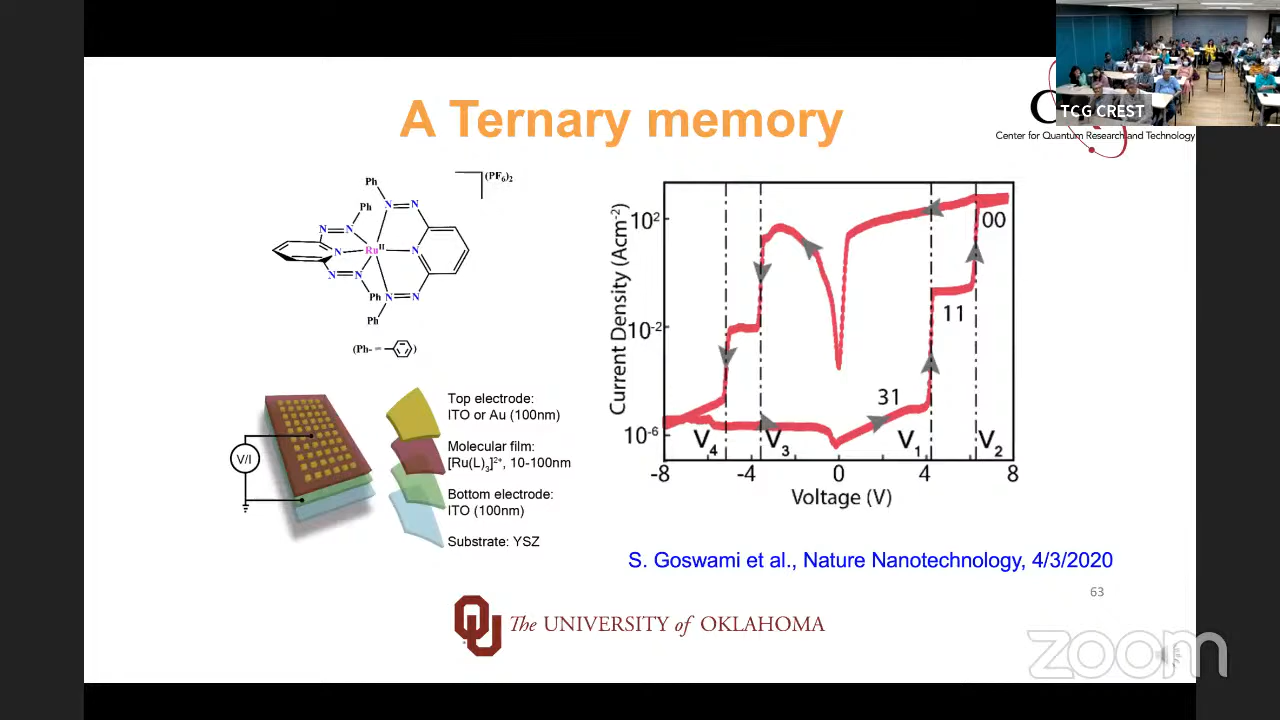 A Ternary memory
TCG CREST
Center for Quantum Research and Technology
Ph
(PF6)2
Ph
N N
N N
N
RuII
N
N N
Ph
N N
Ph
(Ph- = )
Top electrode:
ITO or Au (100nm)
Molecular film:
[Ru(L)3]2+, 10-100nm
Bottom electrode:
ITO (100nm)
Substrate: YSZ
V/I
Current Density (Acm-2)
10²
10-2
10-6
00
11
31
V4
V3
V1
V2
-8
-4
0
4
8
Voltage (V)
S. Goswami et al., Nature Nanotechnology, 4/3/2020
63
The UNIVERSITY of OKLAHOMA
zoom